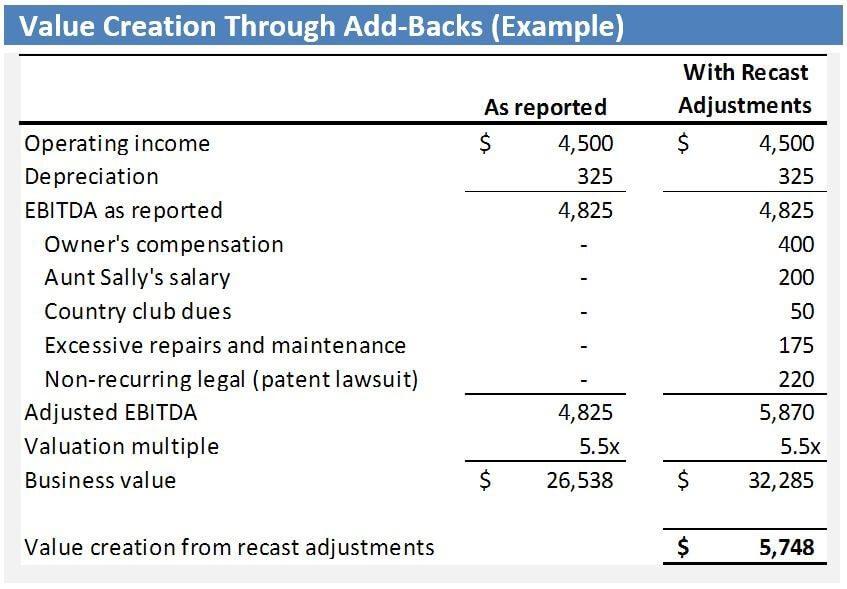 Value Creation Through Add-Backs (Example)
With Recast
As reported Adjustments
Operating income $ 4,500 $ 4,500
Depreciation 325 325
EBITDA as reported 4,825 4,825
Owner's compensation - 400
Aunt Sally's salary - 200
Country club dues - 50
Excessive repairs and maintenance - 175
Non-recurring legal (patent lawsuit) - 220
Adjusted EBITDA 4,825 5,870
Valuation multiple 5.5x 5.5x
Business value $ 26,538 $ 32,285
Value creation from recast adjustments $ 5,748